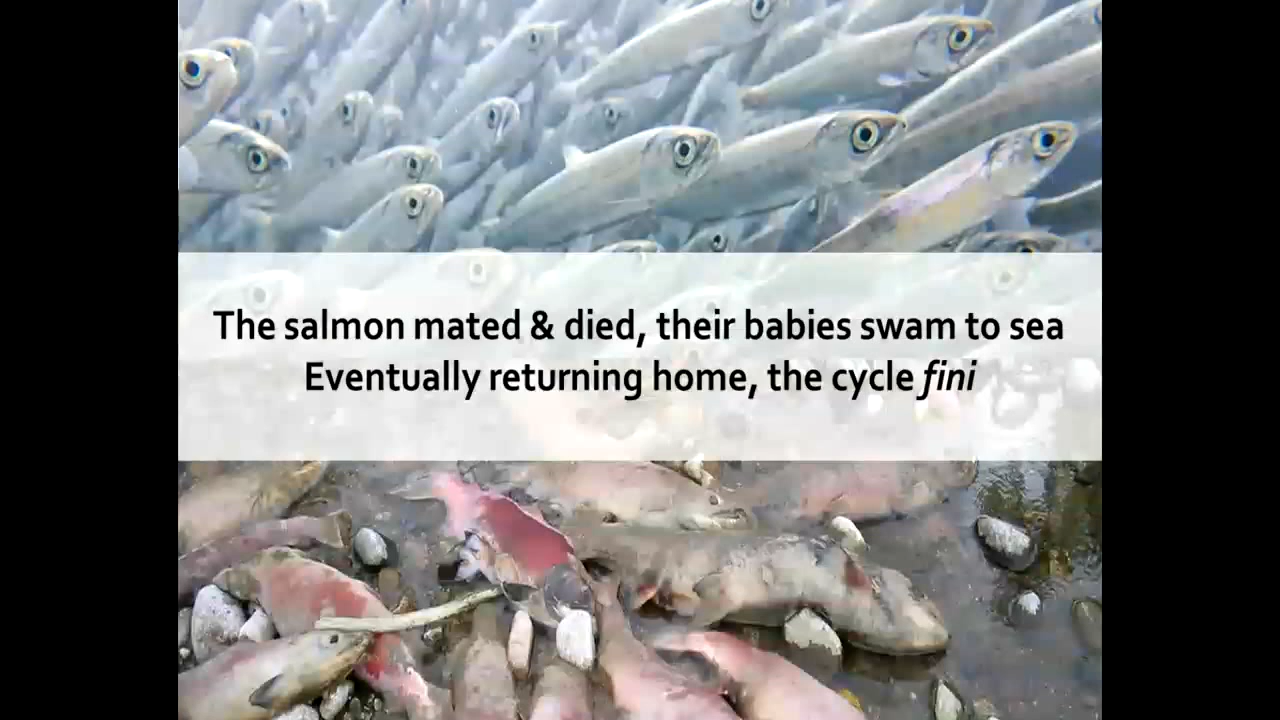 The salmon mated & died, their babies swam to sea
Eventually returning home, the cycle fini